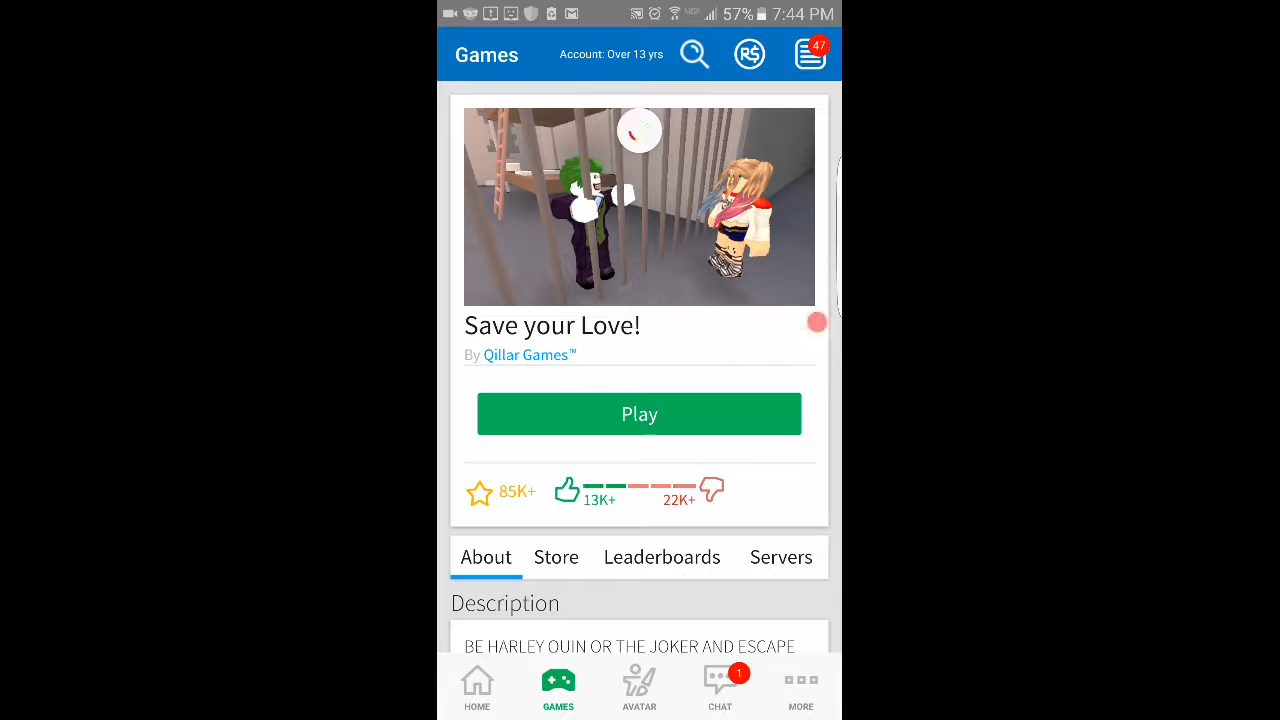 57% 7:44 PM
Games Account: Over 13 yrs R$ 47
Save your Love!
By Qillar Games™
Play
85K+ 13K+ 22K+
About Store Leaderboards Servers
Description
BE HARLEY QUIN OR THE JOKER AND ESCAPE
1
HOME GAMES AVATAR CHAT MORE